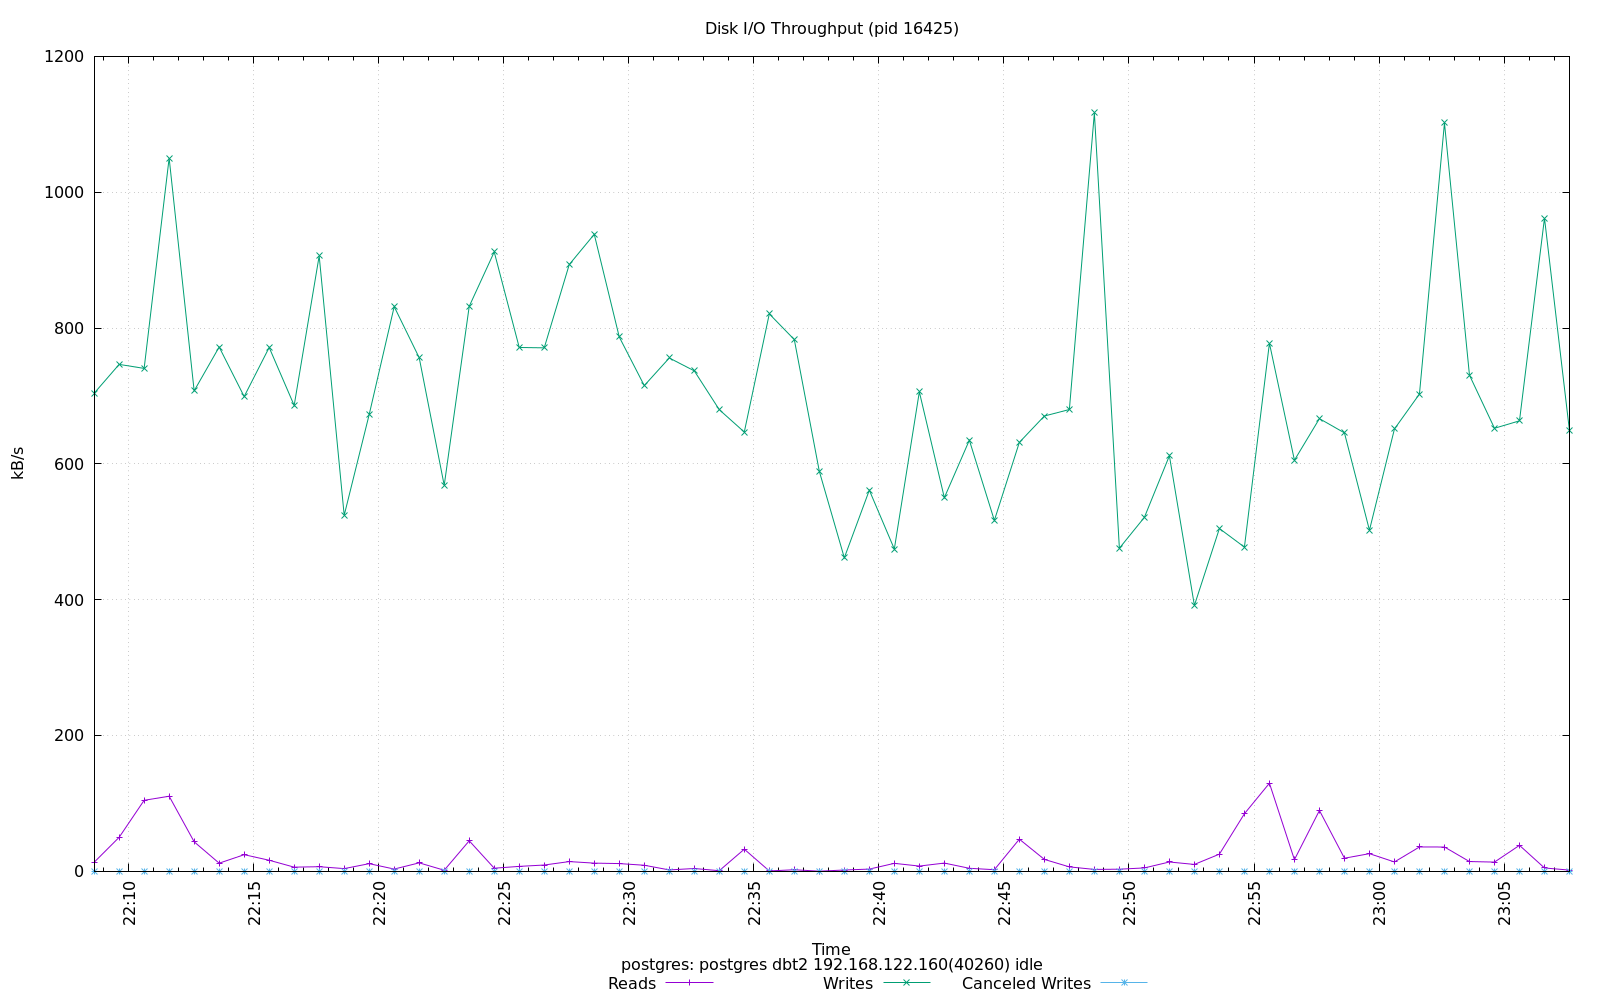 Disk I/O Throughput (pid 16425)
1200
1000
800
600
400
200
0
kB/s
22:10 22:15 22:20 22:25 22:30 22:35 22:40 22:45 22:50 22:55 23:00 23:05
Time
postgres: postgres dbt2 192.168.122.160(40260) idle
Reads Writes Canceled Writes